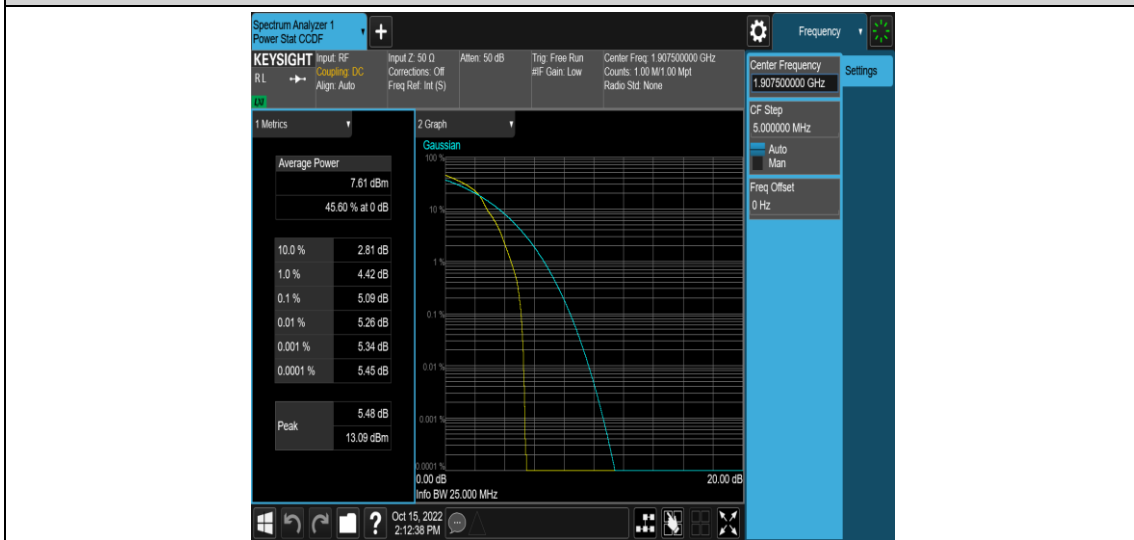 Spectrum Analyzer 1
Power Stat CCDF
+
Frequency
KEYSIGHT
RL
Input: RF
Coupling: DC
Align: Auto
Input Z: 50 Ω
Corrections: Off
Freq Ref: Int (S)
Atten: 50 dB
Trig: Free Run
#IF Gain: Low
Center Freq: 1.907500000 GHz
Counts: 1.00 M/1.00 Mpt
Radio Std: None
Center Frequency
1.907500000 GHz
Settings
CF Step
5.000000 MHz
Auto
Man
Freq Offset
0 Hz
1 Metrics
Average Power
7.61 dBm
45.60 % at 0 dB
10.0 % 2.81 dB
1.0 % 4.42 dB
0.1 % 5.09 dB
0.01 % 5.26 dB
0.001 % 5.34 dB
0.0001 % 5.45 dB
Peak
5.48 dB
13.09 dBm
2 Graph
Gaussian
100 %
10 %
1 %
0.1 %
0.01 %
0.001 %
0.0001 %
0.00 dB 20.00 dB
Info BW 25.000 MHz
?
Oct 15, 2022
2:12:38 PM